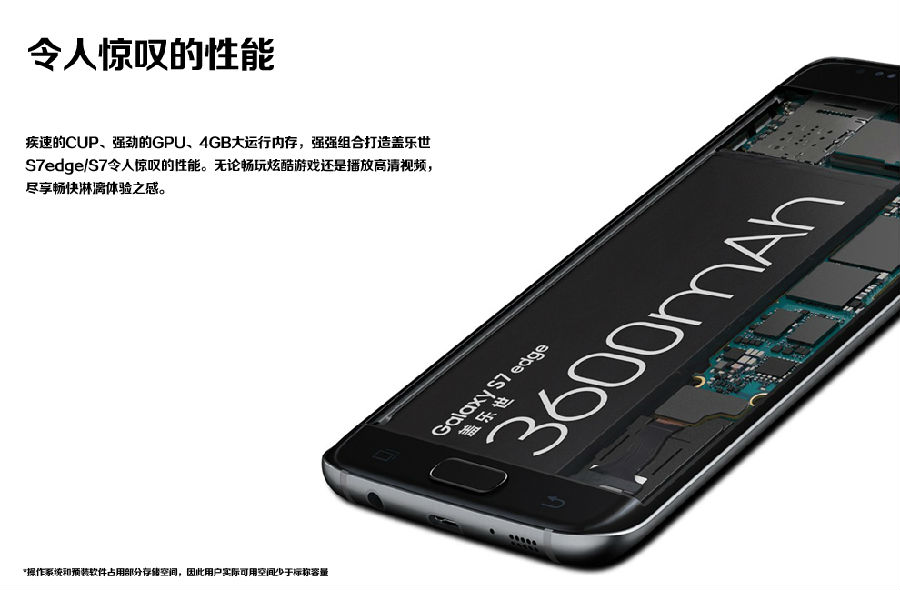 令人惊叹的性能
疾速的CUP、强劲的GPU、4GB大运行内存，强强组合打造盖乐世
S7edge/S7令人惊叹的性能。无论畅玩炫酷游戏还是播放高清视频，
尽享畅快淋漓体验之感。
Galaxy S7 edge
盖乐世
3600mAh
*操作系统和预装软件占用部分存储空间，因此用户实际可用空间少于标称容量